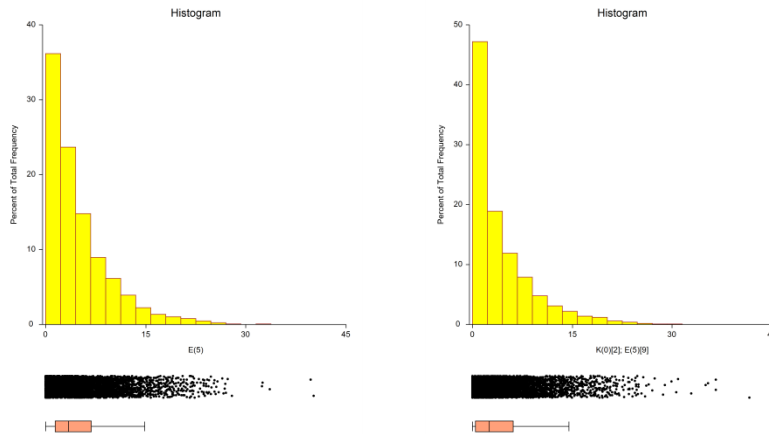 Histogram
40
30
20
10
0
Percent of Total Frequency
0 15 30 45
E(5)
Histogram
50
40
30
20
10
0
Percent of Total Frequency
0 15 30 4
K(0)[2]; E(5)[9]